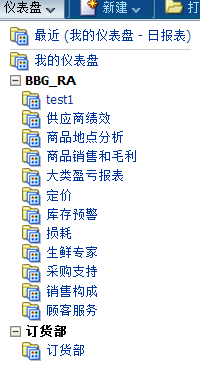 仪表盘 新建 打
最近 (我的仪表盘 - 日报表)
我的仪表盘
BBG_RA
test1
供应商绩效
商品地点分析
商品销售和毛利
大类盈亏报表
定价
库存预警
损耗
生鲜专家
采购支持
销售构成
顾客服务
订货部
订货部